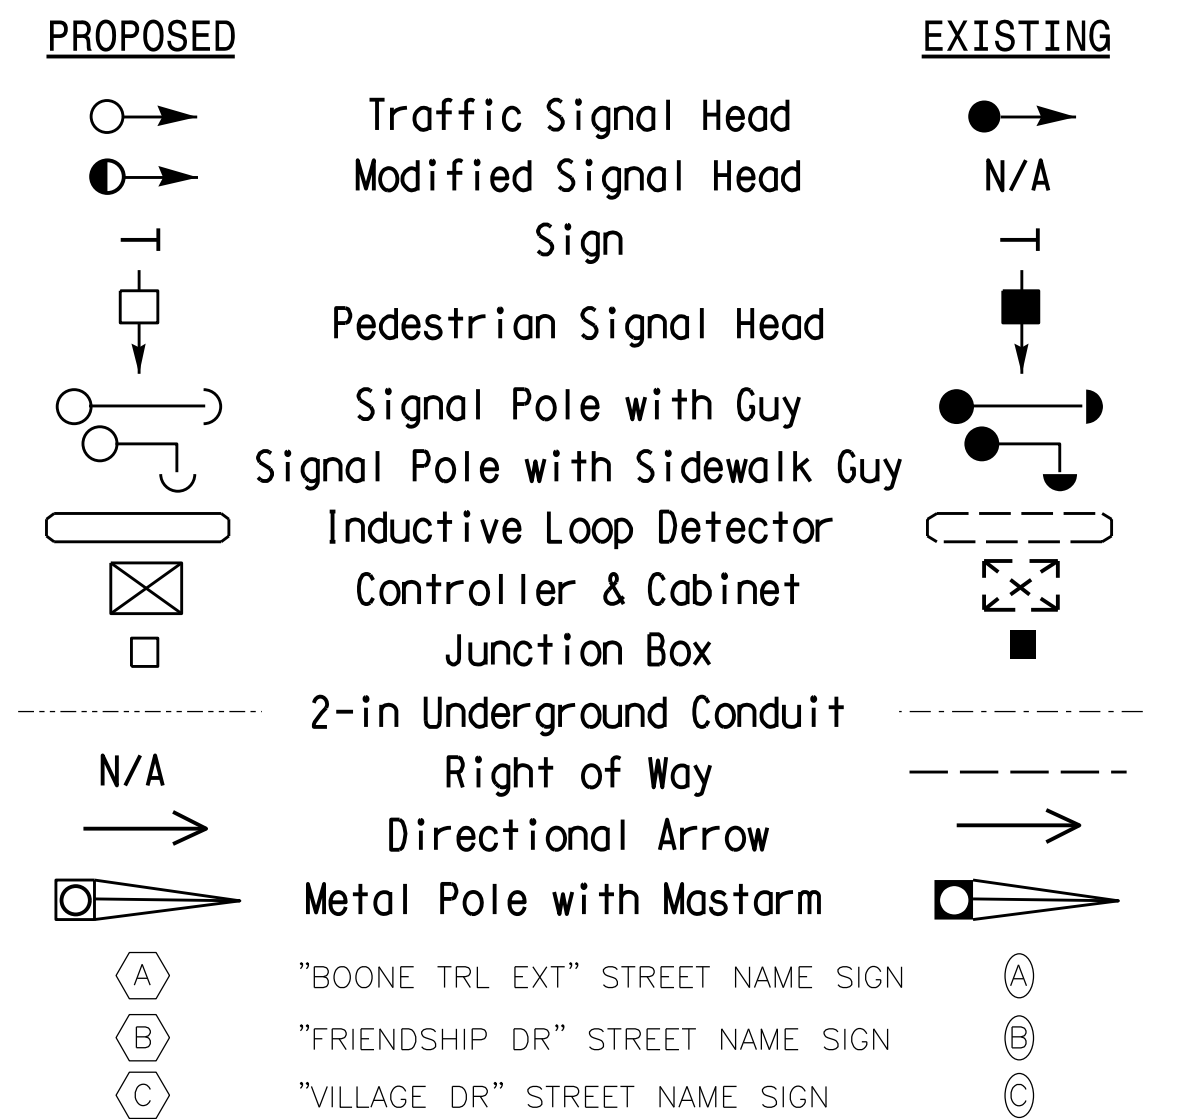 PROPOSED EXISTING
Traffic Signal Head
Modified Signal Head N/A
Sign
Pedestrian Signal Head
Signal Pole with Guy
Signal Pole with Sidewalk Guy
Inductive Loop Detector
Controller & Cabinet
Junction Box
2-in Underground Conduit
N/A Right of Way
Directional Arrow
Metal Pole with Mastarm
A "BOONE TRL EXT" STREET NAME SIGN A
B "FRIENDSHIP DR" STREET NAME SIGN B
C "VILLAGE DR" STREET NAME SIGN C